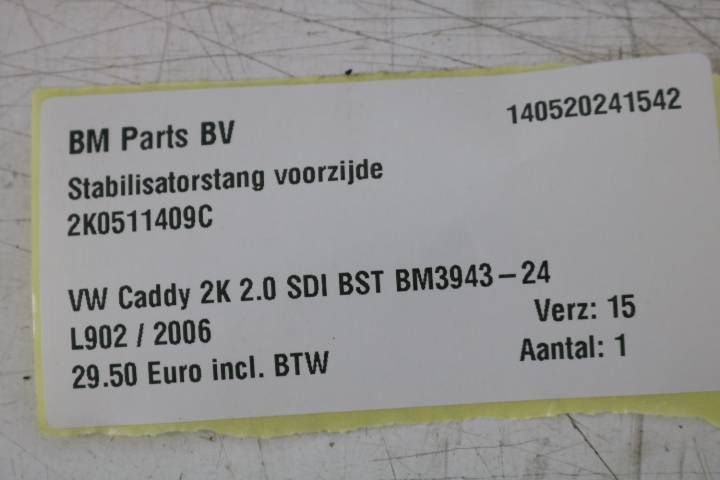 BM Parts BV
140520241542
Stabilisatorstang voorzijde
2K0511409C
VW Caddy 2K 2.0 SDI BST BM3943-24
L902 / 2006
Verz: 15
29.50 Euro incl. BTW
Aantal: 1